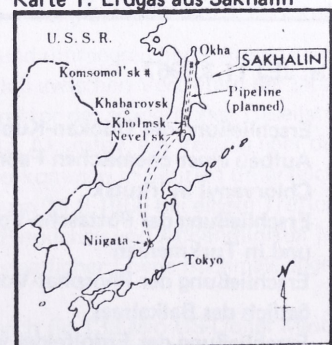 Karte 1: Erdgas aus Sakhalin
U.S.S.R.
Okha
SAKHALIN
Komsomol'sk
Pipeline
(planned)
Khabarovsk
Kholmsk
Nevel'sk
Niigata
Tokyo
N